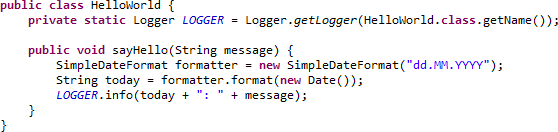 public class HelloWorld {
    private static Logger LOGGER = Logger.getLogger(HelloWorld.class.getName());

    public void sayHello(String message) {
        SimpleDateFormat formatter = new SimpleDateFormat("dd.MM.YYYY");
        String today = formatter.format(new Date());
        LOGGER.info(today + ": " + message);
    }
}